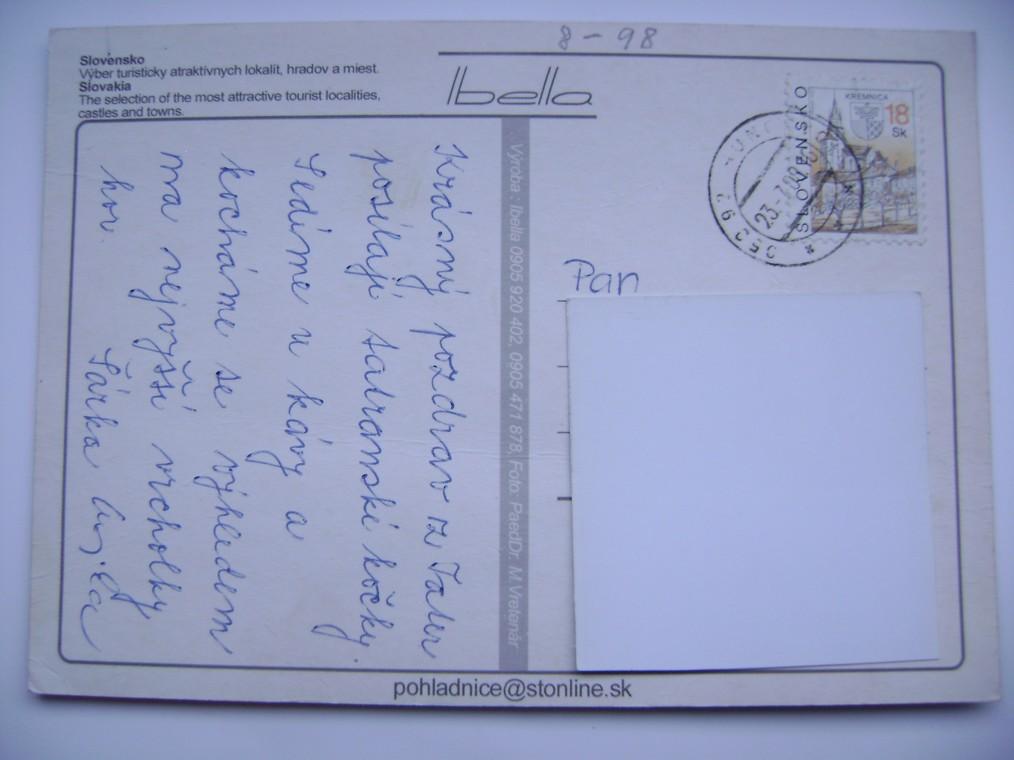 8 - 98
Slovensko
Výber turisticky atraktívnych lokalít, hradov a miest.
Slovakia
The selection of the most attractive tourist localities,
castles and towns.
Ibella
KREMNICA
18
Sk
SLOVENSKO
Krásný pozdrav z Tater
posílají tatranské kočky
Sedíme u kávy a
kocháme se výhledem
na nejvyšší vrcholky
hor.
Šárka
Výroba : Ibella 0905 920 402, 0905 471 878, Foto: PaedDr. M.Vretenár
Pan
pohladnice@stonline.sk